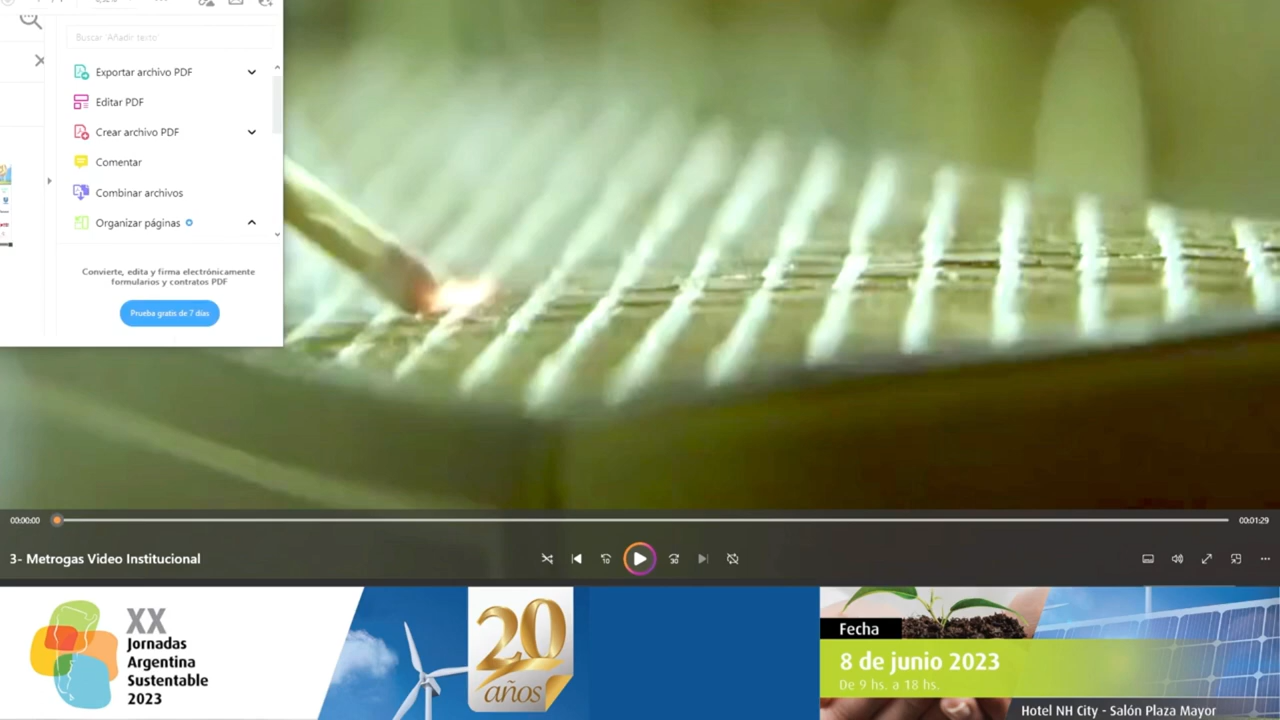 Buscar 'Añadir texto'
Exportar archivo PDF
Editar PDF
Crear archivo PDF
Comentar
Combinar archivos
Organizar páginas
Convierte, edita y firma electrónicamente
formularios y contratos PDF
Prueba gratis de 7 días
00:00:00
00:01:29
3- Metrogas Video Institucional
10
30
XX
Jornadas
Argentina
Sustentable
2023
20
años
Fecha
8 de junio 2023
De 9 hs. a 18 hs.
Hotel NH City - Salón Plaza Mayor